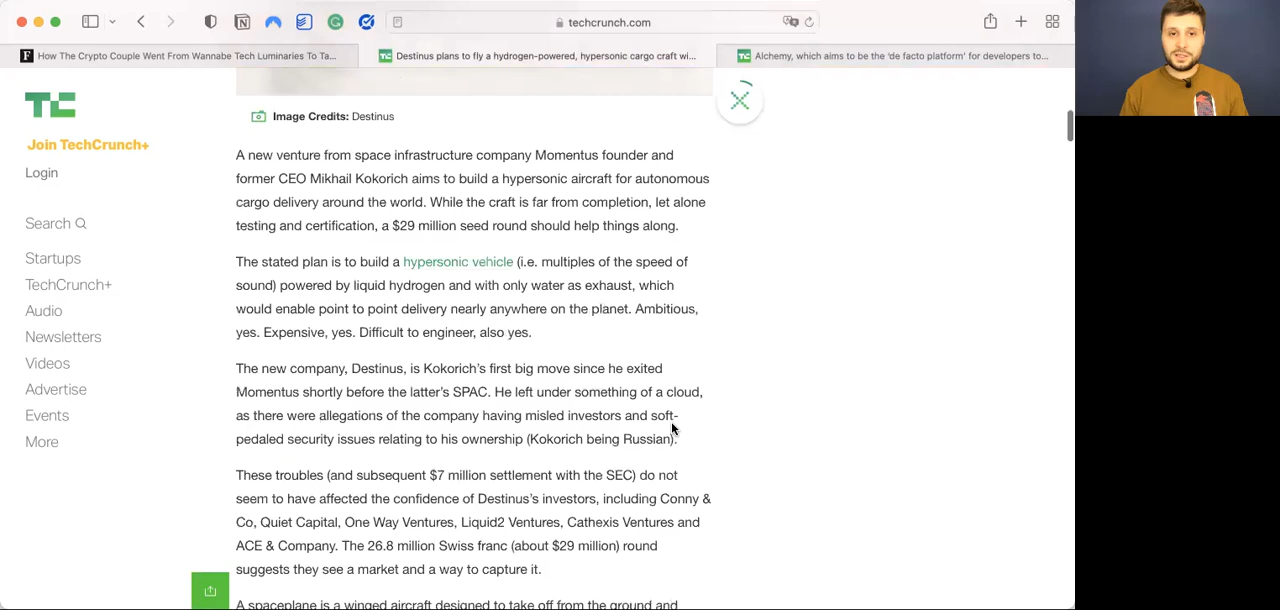 techcrunch.com
How The Crypto Couple Went From Wannabe Tech Luminaries To Ta...
Destinus plans to fly a hydrogen-powered, hypersonic cargo craft wi...
Alchemy, which aims to be the 'de facto platform' for developers to...
TC
Join TechCrunch+
Login
Search
Startups
TechCrunch+
Audio
Newsletters
Videos
Advertise
Events
More
Image Credits: Destinus
A new venture from space infrastructure company Momentus founder and
former CEO Mikhail Kokorich aims to build a hypersonic aircraft for autonomous
cargo delivery around the world. While the craft is far from completion, let alone
testing and certification, a $29 million seed round should help things along.
The stated plan is to build a hypersonic vehicle (i.e. multiples of the speed of
sound) powered by liquid hydrogen and with only water as exhaust, which
would enable point to point delivery nearly anywhere on the planet. Ambitious,
yes. Expensive, yes. Difficult to engineer, also yes.
The new company, Destinus, is Kokorich's first big move since he exited
Momentus shortly before the latter's SPAC. He left under something of a cloud,
as there were allegations of the company having misled investors and soft-
pedaled security issues relating to his ownership (Kokorich being Russian).
These troubles (and subsequent $7 million settlement with the SEC) do not
seem to have affected the confidence of Destinus's investors, including Conny &
Co, Quiet Capital, One Way Ventures, Liquid2 Ventures, Cathexis Ventures and
ACE & Company. The 26.8 million Swiss franc (about $29 million) round
suggests they see a market and a way to capture it.
A spaceplane is a winged aircraft designed to take off from the ground and